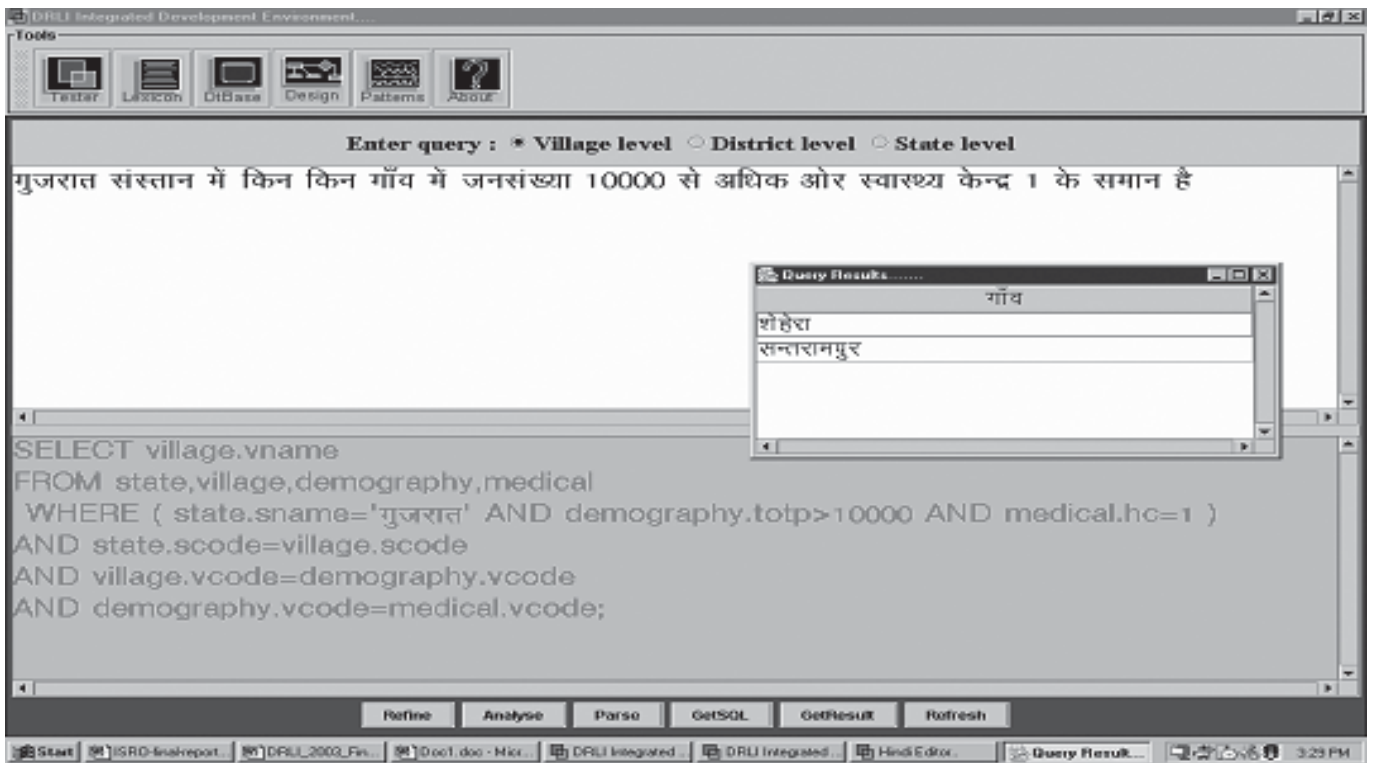 DRLI Integrated Development Environment....
Tools
Tester Lexicon DtBase Design Patterns About
Enter query : Village level District level State level
गुजरात संस्तान में किन किन गाँव में जनसंख्या 10000 से अधिक ओर स्वास्थ्य केन्द्र 1 के समान है
Query Results.......
गाँव
शेहेरा
सन्तरामपुर
SELECT village.vname
FROM state,village,demography,medical
WHERE ( state.sname='गुजरात' AND demography.totp>10000 AND medical.hc=1 )
AND state.scode=village.scode
AND village.vcode=demography.vcode
AND demography.vcode=medical.vcode;
Refine Analyse Parse GetSQL GetResult Refresh
Start ISRO-finalreport... DRLI_2003_Fin... Doc1.doc - Micr... DRLI Integrated ... DRLI Integrated... Hindi Editor. Query Result... 3:29 PM